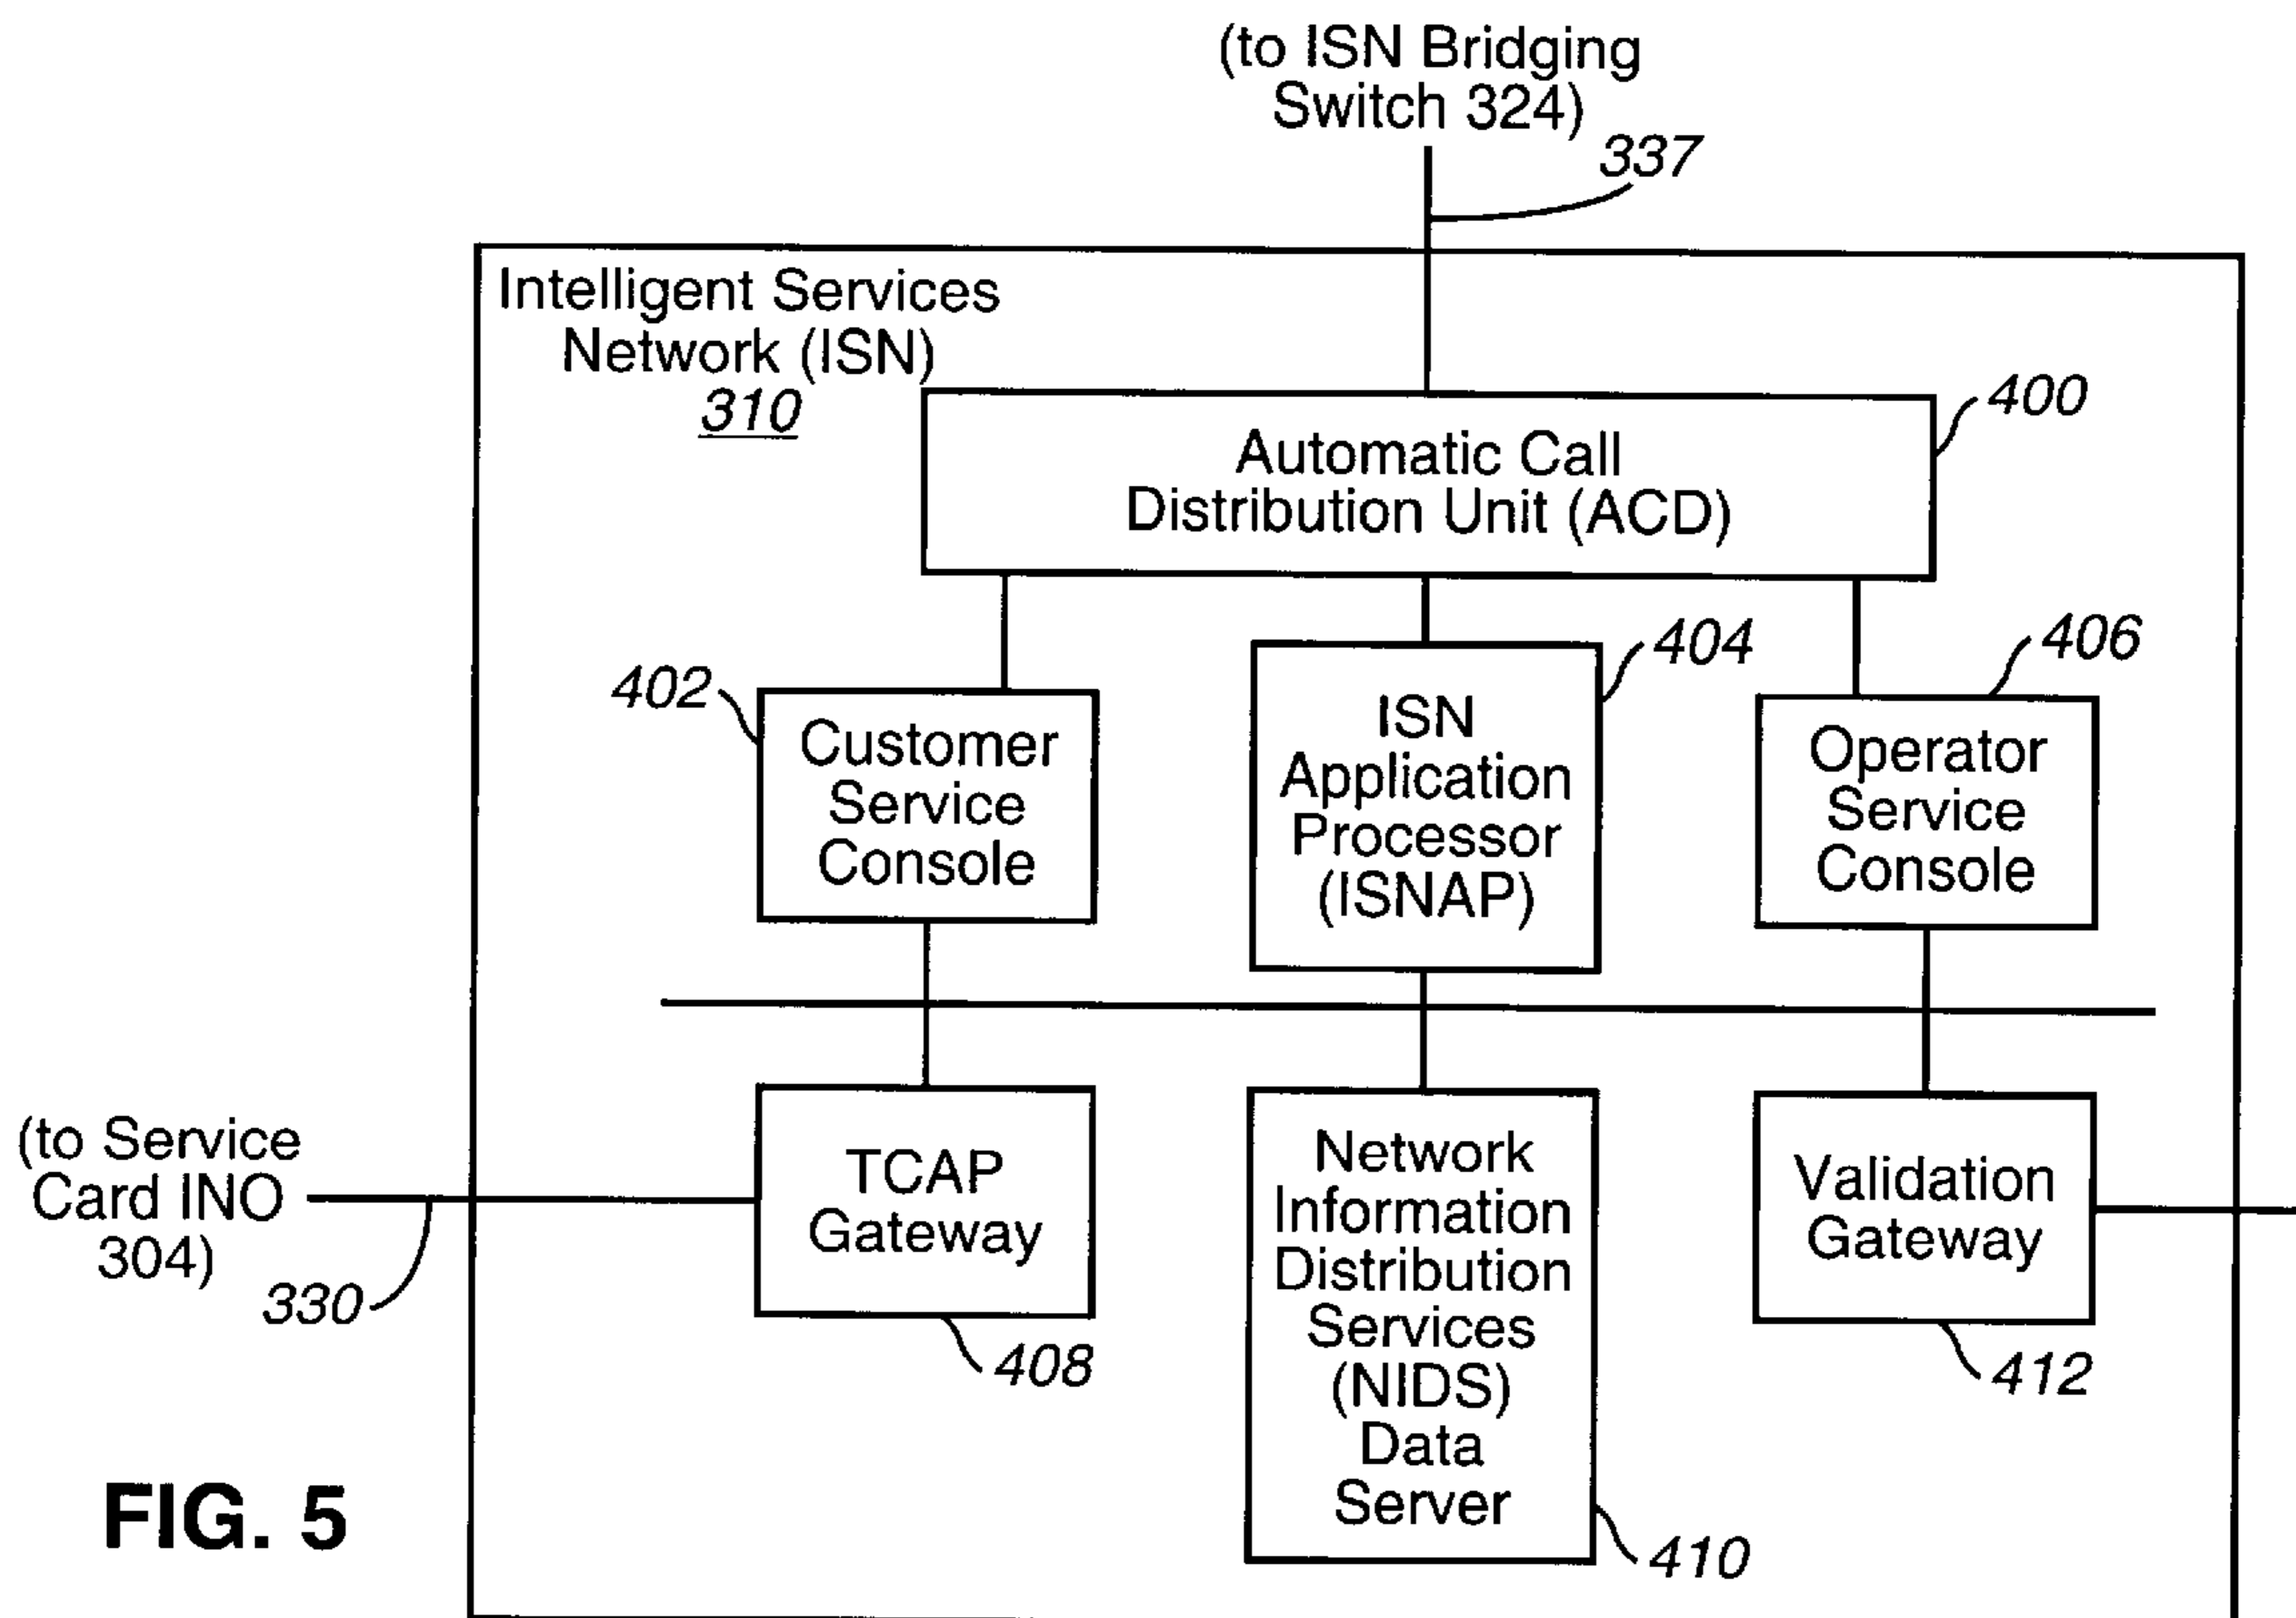 (to ISN Bridging
Switch 324)
337
Intelligent Services
Network (ISN)
310
400
Automatic Call
Distribution Unit (ACD)
402
Customer
Service
Console
404
ISN
Application
Processor
(ISNAP)
406
Operator
Service
Console
(to Service
Card INO
304)
330
TCAP
Gateway
408
Network
Information
Distribution
Services
(NIDS)
Data
Server
410
Validation
Gateway
412
FIG. 5